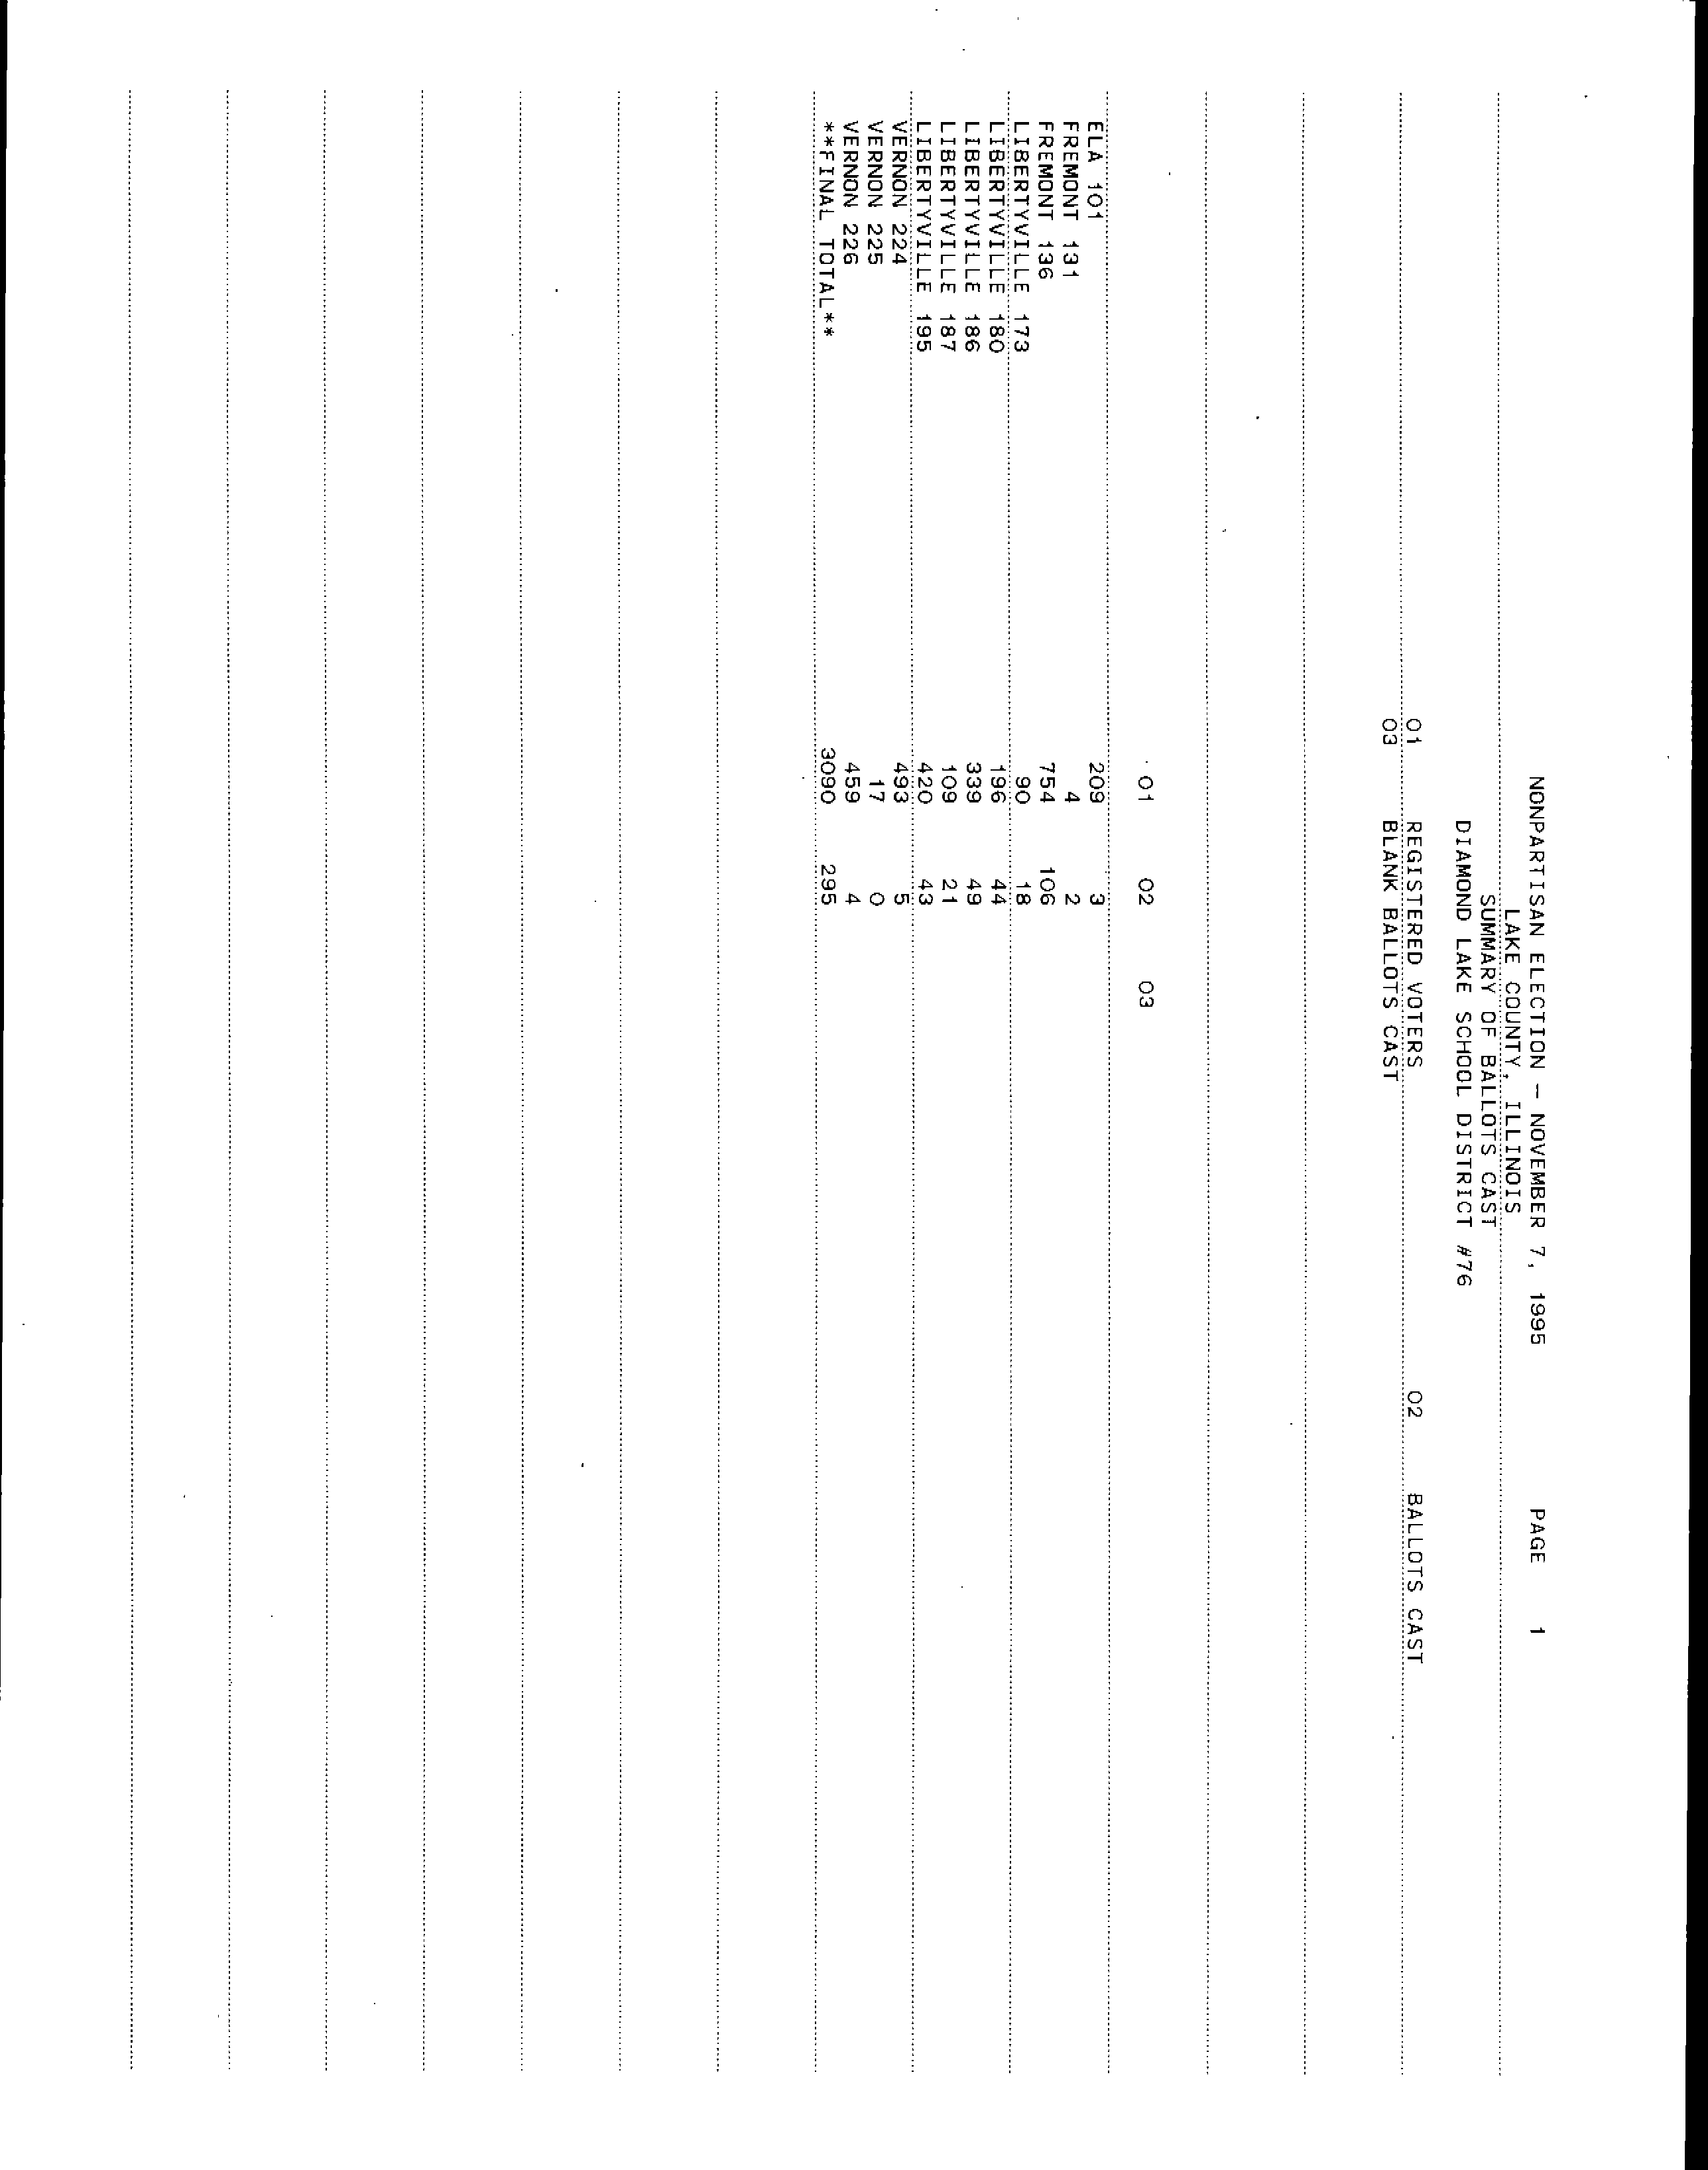 NONPARTISAN ELECTION - NOVEMBER 7, 1995 PAGE 1
LAKE COUNTY, ILLINOIS
SUMMARY OF BALLOTS CAST
DIAMOND LAKE SCHOOL DISTRICT #76
01 REGISTERED VOTERS 02 BALLOTS CAST
03 BLANK BALLOTS CAST
01 02 03
ELA 101 209 3
FREMONT 131 4 2
FREMONT 136 754 106
LIBERTYVILLE 173 90 18
LIBERTYVILLE 180 196 44
LIBERTYVILLE 186 339 49
LIBERTYVILLE 187 109 21
LIBERTYVILLE 195 420 43
VERNON 224 493 5
VERNON 225 17 0
VERNON 226 459 4
**FINAL TOTAL** 3090 295